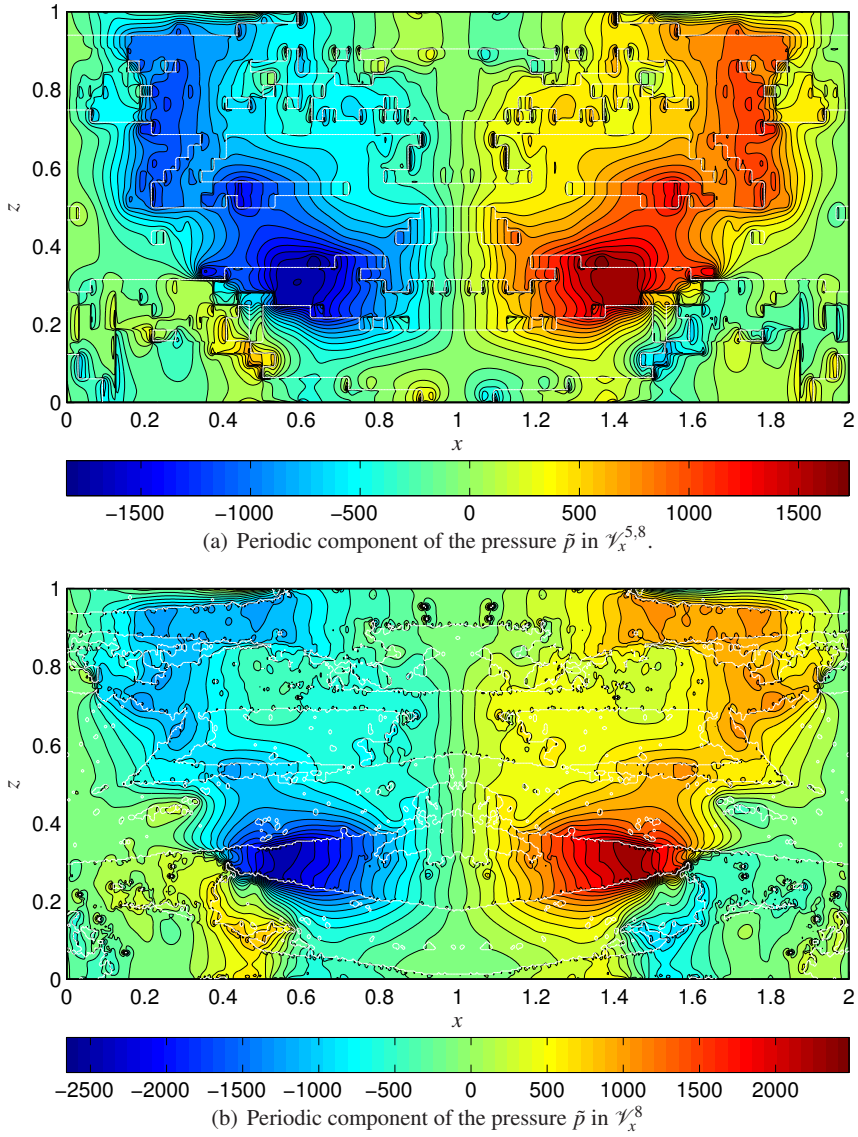 1
0.8
0.6
z
0.4
0.2
0
0 0.2 0.4 0.6 0.8 1 1.2 1.4 1.6 1.8 2
x
−1500 −1000 −500 0 500 1000 1500
(a) Periodic component of the pressure p̃ in 𝒱_x^{5,8}.
1
0.8
0.6
z
0.4
0.2
0
0 0.2 0.4 0.6 0.8 1 1.2 1.4 1.6 1.8 2
x
−2500 −2000 −1500 −1000 −500 0 500 1000 1500 2000
(b) Periodic component of the pressure p̃ in 𝒱_x^8